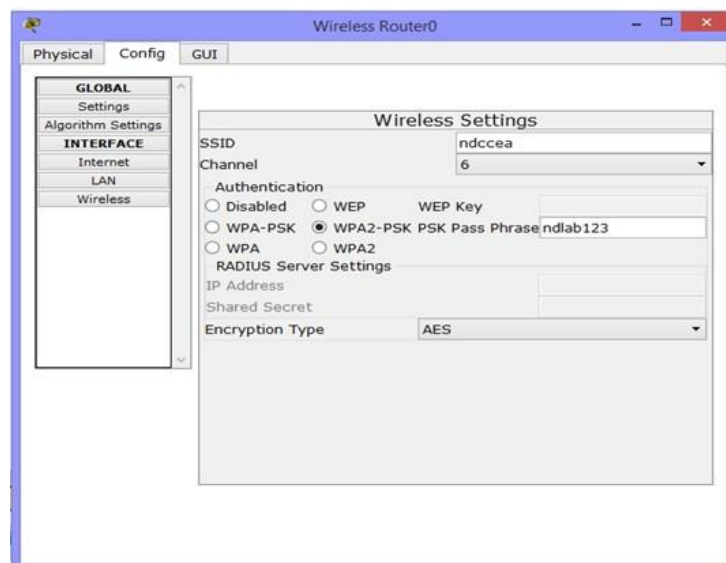 Wireless Router0
Physical Config GUI
GLOBAL
Settings
Algorithm Settings
INTERFACE
Internet
LAN
Wireless
Wireless Settings
SSID ndccea
Channel 6
Authentication
Disabled WEP WEP Key
WPA-PSK WPA2-PSK PSK Pass Phrase ndlab123
WPA WPA2
RADIUS Server Settings
IP Address
Shared Secret
Encryption Type AES